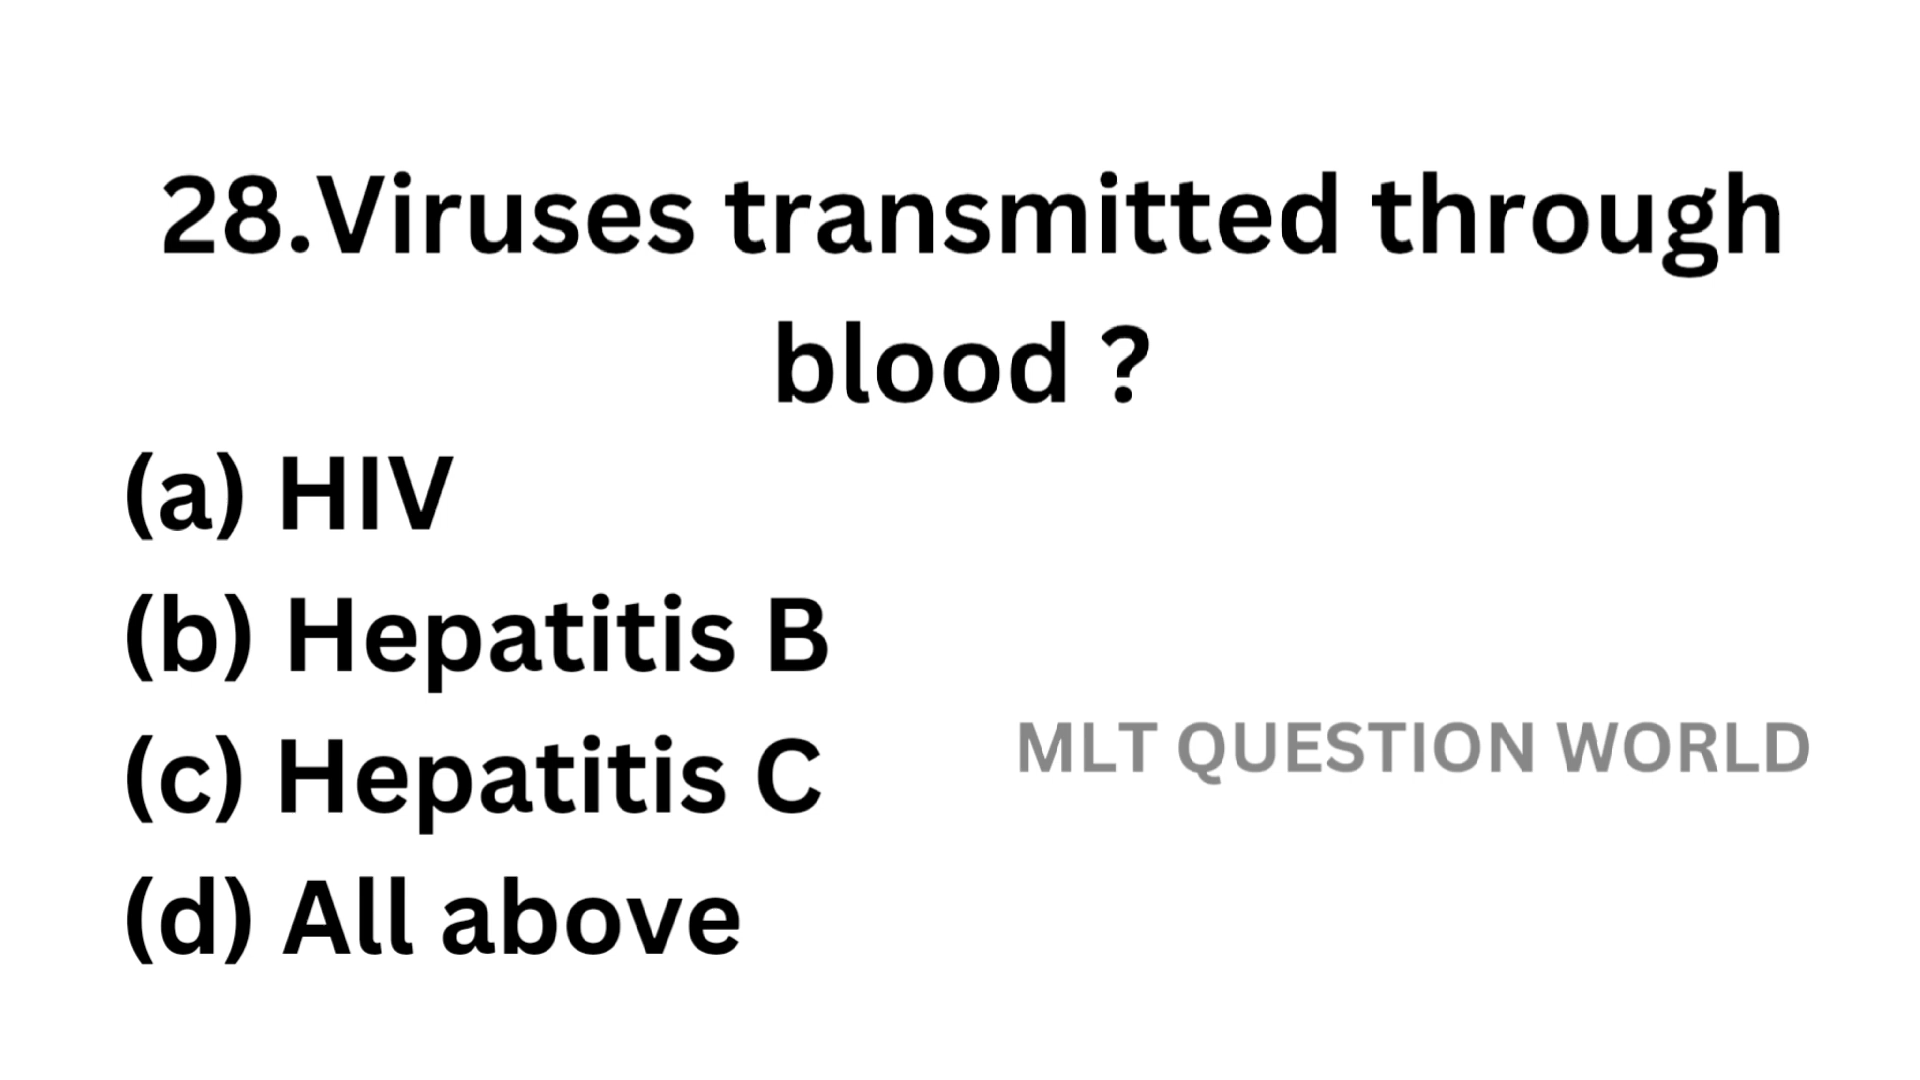 28.Viruses transmitted through
blood ?
(a) HIV
(b) Hepatitis B
(c) Hepatitis C
MLT QUESTION WORLD
(d) All above